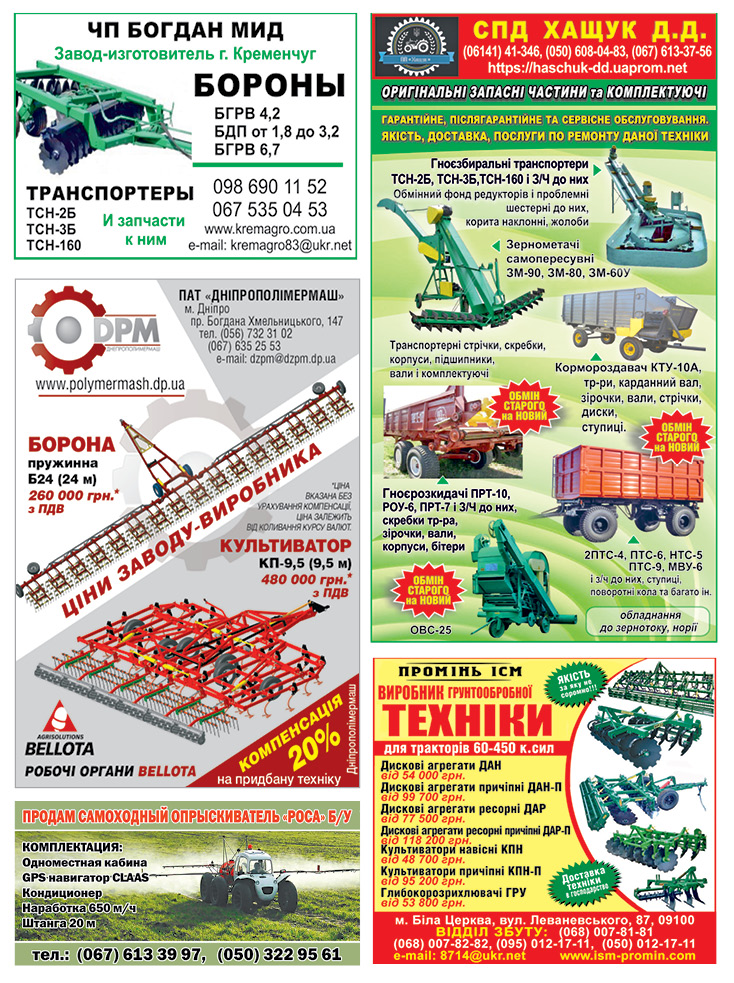 ЧП БОГДАН МИД
Завод-изготовитель г. Кременчуг
БОРОНЫ
БГРВ 4,2
БДП от 1,8 до 3,2
БГРВ 6,7
ТРАНСПОРТЕРЫ
ТСН-2Б
ТСН-3Б
ТСН-160
И запчасти
к ним
098 690 11 52
067 535 04 53
www.kremagro.com.ua
e-mail: kremagro83@ukr.net
DPM
ДНІПРОПОЛІМЕРМАШ
www.polymermash.dp.ua
ПАТ «ДНІПРОПОЛІМЕРМАШ»
м. Дніпро
пр. Богдана Хмельницького, 147
тел. (056) 732 31 02
(067) 635 25 53
e-mail: dzpm@dzpm.dp.ua
БОРОНА
пружинна
Б24 (24 м)
260 000 грн.*
з ПДВ
*ЦІНА
ВКАЗАНА БЕЗ
УРАХУВАННЯ КОМПЕНСАЦІЇ,
ЦІНА ЗАЛЕЖИТЬ
ВІД КОЛИВАННЯ КУРСУ ВАЛЮТ.
ЦІНИ ЗАВОДУ-ВИРОБНИКА
КУЛЬТИВАТОР
КП-9,5 (9,5 м)
480 000 грн.*
з ПДВ
AGRISOLUTIONS
BELLOTA
РОБОЧІ ОРГАНИ BELLOTA
КОМПЕНСАЦІЯ
20%
на придбану техніку
Дніпрополімермаш
ПРОДАМ САМОХОДНЫЙ ОПРЫСКИВАТЕЛЬ «РОСА» Б/У
КОМПЛЕКТАЦИЯ:
Одноместная кабина
GPS навигатор CLAAS
Кондиционер
Наработка 650 м/ч
Штанга 20 м
тел.: (067) 613 39 97, (050) 322 95 61
СПД ХАЩУК Д.Д.
(06141) 41-346, (050) 608-04-83, (067) 613-37-56
https://haschuk-dd.uaprom.net
ОРИГІНАЛЬНІ ЗАПАСНІ ЧАСТИНИ та КОМПЛЕКТУЮЧІ
ГАРАНТІЙНЕ, ПІСЛЯГАРАНТІЙНЕ ТА СЕРВІСНЕ ОБСЛУГОВУВАННЯ.
ЯКІСТЬ, ДОСТАВКА, ПОСЛУГИ ПО РЕМОНТУ ДАНОЇ ТЕХНІКИ
Гноєзбиральні транспортери
ТСН-2Б, ТСН-3Б,ТСН-160 і З/Ч до них
Обмінний фонд редукторів і проблемні
шестерні до них,
корита наклонні, жолоби
Зернометачі
самопересувні
ЗМ-90, ЗМ-80, ЗМ-60У
Транспортерні стрічки, скребки,
корпуси, підшипники,
вали і комплектуючі
Кормороздавач КТУ-10А,
тр-ри, карданний вал,
зірочки, вали, стрічки,
диски,
ступиці.
ОБМІН
СТАРОГО
на НОВИЙ
ОБМІН
СТАРОГО
на НОВИЙ
Гноєрозкидачі ПРТ-10,
РОУ-6, ПРТ-7 і З/Ч до них,
скребки тр-ра,
зірочки, вали,
корпуси, бітери
2ПТС-4, ПТС-6, НТС-5
ПТС-9, МВУ-6
і з/ч до них, ступиці,
поворотні кола та багато ін.
ОБМІН
СТАРОГО
на НОВИЙ
ОВС-25
обладнання
до зернотоку, норії
ПРОМІНЬ ІСМ
ВИРОБНИК ГРУНТООБРОБНОЇ
ТЕХНІКИ
для тракторів 60-450 к.сил
ЯКІСТЬ
за яку не
соромно!!!
Дискові агрегати ДАН
від 54 000 грн.
Дискові агрегати причіпні ДАН-П
від 99 700 грн.
Дискові агрегати ресорні ДАР
від 77 500 грн.
Дискові агрегати ресорні причіпні ДАР-П
від 118 200 грн.
Культиватори навісні КПН
від 48 700 грн.
Культиватори причіпні КПН-П
від 95 200 грн.
Глибокорозрихлювачі ГРУ
від 53 800 грн.
Доставка
техніки
в господарство
м. Біла Церква, вул. Леваневського, 87, 09100
ВІДДІЛ ЗБУТУ: (068) 007-81-81
(068) 007-82-82, (095) 012-17-11, (050) 012-17-11
e-mail: 8714@ukr.net www.ism-promin.com